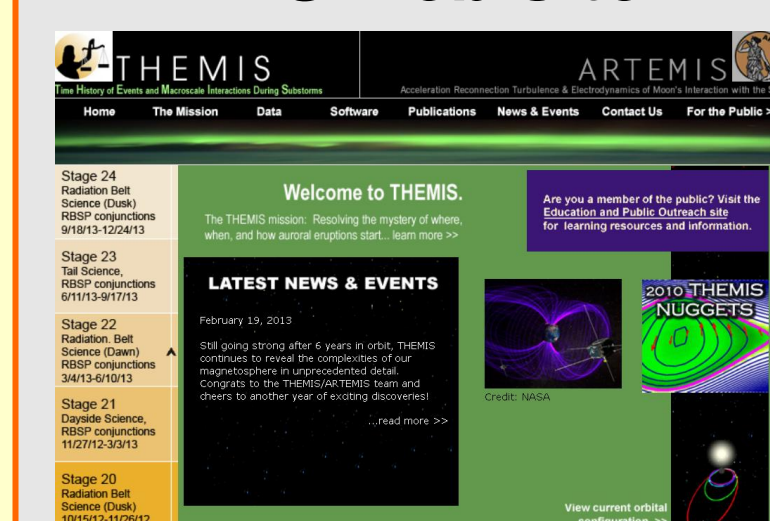 THEMIS
Time History of Events and Macroscale Interactions During Substorms
ARTEMIS
Acceleration Reconnection Turbulence & Electrodynamics of Moon's Interaction with the
Home The Mission Data Software Publications News & Events Contact Us For the Public >
Stage 24
Radiation Belt
Science (Dusk)
RBSP conjunctions
9/18/13-12/24/13
Stage 23
Tail Science,
RBSP conjunctions
6/11/13-9/17/13
Stage 22
Radiation. Belt
Science (Dawn)
RBSP conjunctions
3/4/13-6/10/13
Stage 21
Dayside Science,
RBSP conjunctions
11/27/12-3/3/13
Stage 20
Radiation Belt
Science (Dusk)
10/15/12-11/26/12
Welcome to THEMIS.
The THEMIS mission: Resolving the mystery of where,
when, and how auroral eruptions start... learn more >>
Are you a member of the public? Visit the
Education and Public Outreach site
for learning resources and information.
LATEST NEWS & EVENTS
February 19, 2013
Still going strong after 6 years in orbit, THEMIS
continues to reveal the complexities of our
magnetosphere in unprecedented detail.
Congrats to the THEMIS/ARTEMIS team and
cheers to another year of exciting discoveries!
...read more >>
Credit: NASA
2010 THEMIS
NUGGETS
View current orbital
configuration >>